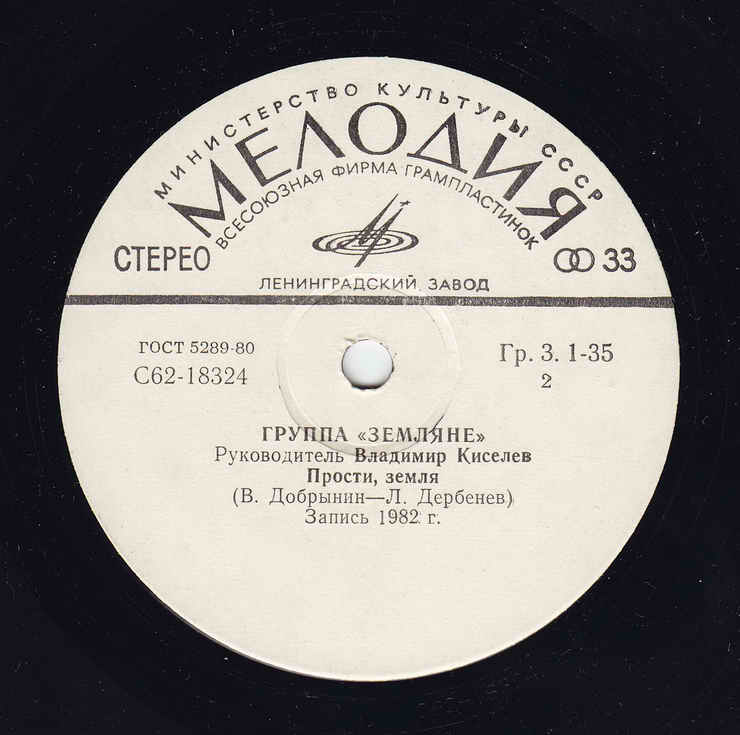 МИНИСТЕРСТВО КУЛЬТУРЫ СССР
МЕЛОДИЯ
ВСЕСОЮЗНАЯ ФИРМА ГРАМПЛАСТИНОК
СТЕРЕО
33
ЛЕНИНГРАДСКИЙ ЗАВОД
ГОСТ 5289-80
Гр. 3. 1-35
С62-18324
2
ГРУППА «ЗЕМЛЯНЕ»
Руководитель Владимир Киселев
Прости, земля
(В. Добрынин—Л. Дербенев)
Запись 1982 г.